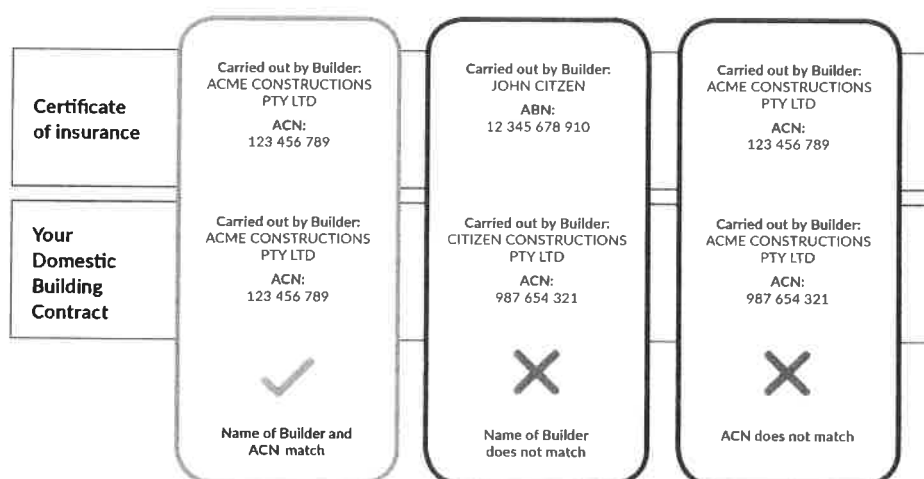 Certificate
of insurance
Carried out by Builder:
ACME CONSTRUCTIONS
PTY LTD
ACN:
123 456 789
Carried out by Builder:
JOHN CITZEN
ABN:
12 345 678 910
Carried out by Builder:
ACME CONSTRUCTIONS
PTY LTD
ACN:
123 456 789
Your
Domestic
Building
Contract
Carried out by Builder:
ACME CONSTRUCTIONS
PTY LTD
ACN:
123 456 789
Carried out by Builder:
CITIZEN CONSTRUCTIONS
PTY LTD
ACN:
987 654 321
Carried out by Builder:
ACME CONSTRUCTIONS
PTY LTD
ACN:
987 654 321
Name of Builder and
ACN match
Name of Builder
does not match
ACN does not match